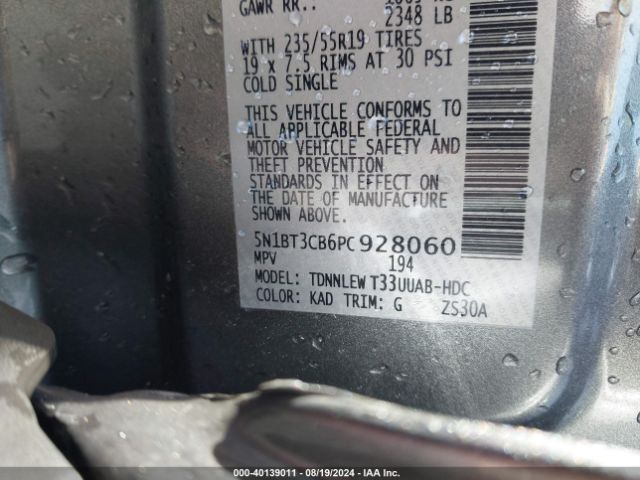 GAWR RR.:
2348 LB
WITH 235/55R19 TIRES
19 x 7.5 RIMS AT 30 PSI
COLD SINGLE
THIS VEHICLE CONFORMS TO
ALL APPLICABLE FEDERAL
MOTOR VEHICLE SAFETY AND
THEFT PREVENTION
STANDARDS IN EFFECT ON
THE DATE OF MANUFACTURE
SHOWN ABOVE.
5N1BT3CB6PC 928060
MPV 194
MODEL: TDNNLEW T33UUAB-HDC
COLOR: KAD TRIM: G ZS30A
000-40139011 - 08/19/2024 - IAA Inc.